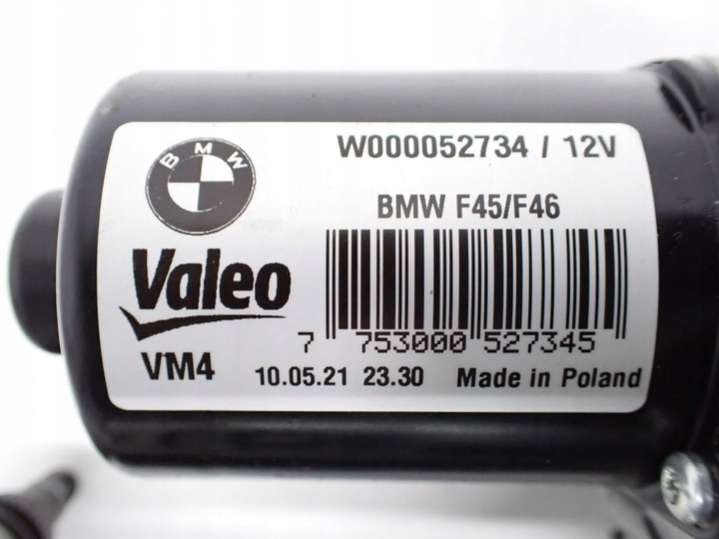 BMW
W000052734 / 12V
BMW F45/F46
Valeo
7 753000 527345
VM4
10.05.21 23.30 Made in Poland